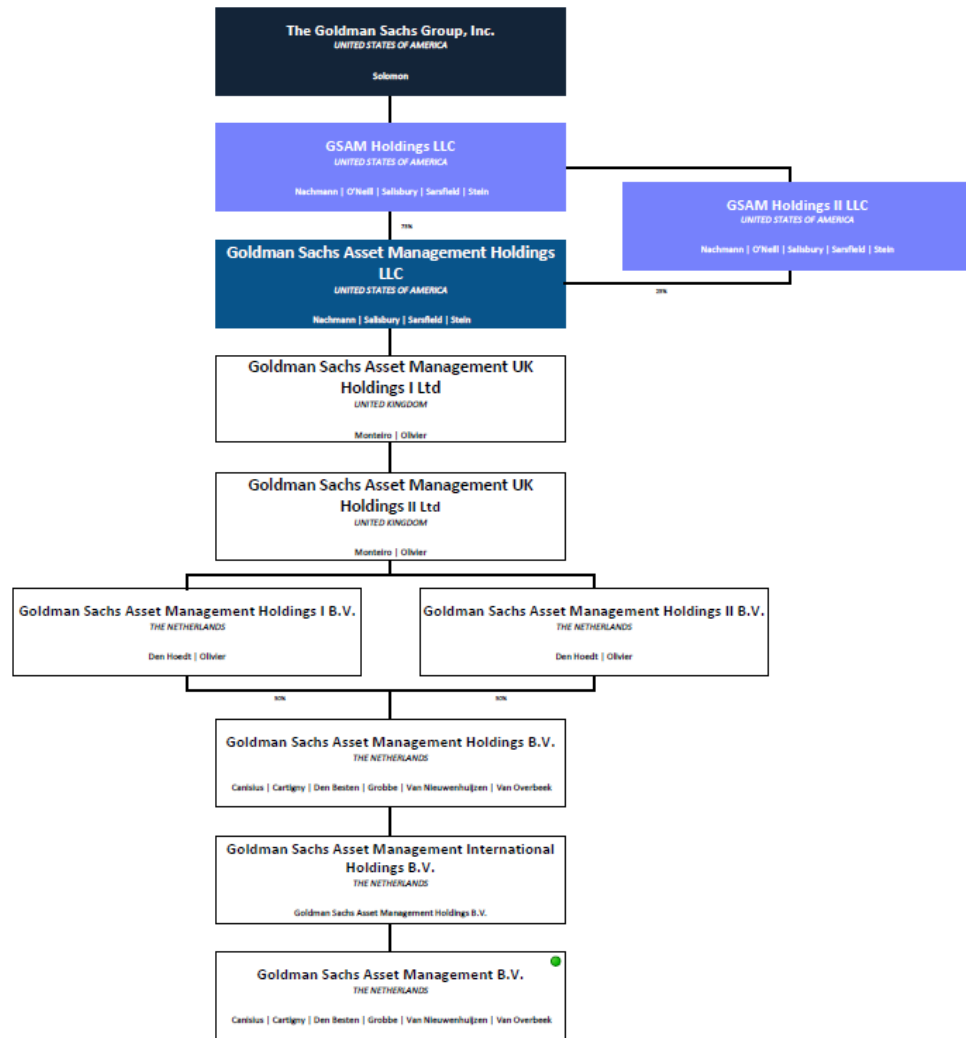 The Goldman Sachs Group, Inc.
UNITED STATES OF AMERICA
Solomon
GSAM Holdings LLC
UNITED STATES OF AMERICA
Nachmann | O'Neill | Salisbury | Sarsfield | Stein
GSAM Holdings II LLC
UNITED STATES OF AMERICA
Nachmann | O'Neill | Salisbury | Sarsfield | Stein
75%
Goldman Sachs Asset Management Holdings
LLC
UNITED STATES OF AMERICA
Nachmann | Salisbury | Sarsfield | Stein
25%
Goldman Sachs Asset Management UK
Holdings I Ltd
UNITED KINGDOM
Monteiro | Olivier
Goldman Sachs Asset Management UK
Holdings II Ltd
UNITED KINGDOM
Monteiro | Olivier
Goldman Sachs Asset Management Holdings I B.V.
THE NETHERLANDS
Den Hoedt | Olivier
Goldman Sachs Asset Management Holdings II B.V.
THE NETHERLANDS
Den Hoedt | Olivier
50%
50%
Goldman Sachs Asset Management Holdings B.V.
THE NETHERLANDS
Canisius | Cartigny | Den Besten | Grobbe | Van Nieuwenhuijzen | Van Overbeek
Goldman Sachs Asset Management International
Holdings B.V.
THE NETHERLANDS
Goldman Sachs Asset Management Holdings B.V.
Goldman Sachs Asset Management B.V.
THE NETHERLANDS
Canisius | Cartigny | Den Besten | Grobbe | Van Nieuwenhuijzen | Van Overbeek